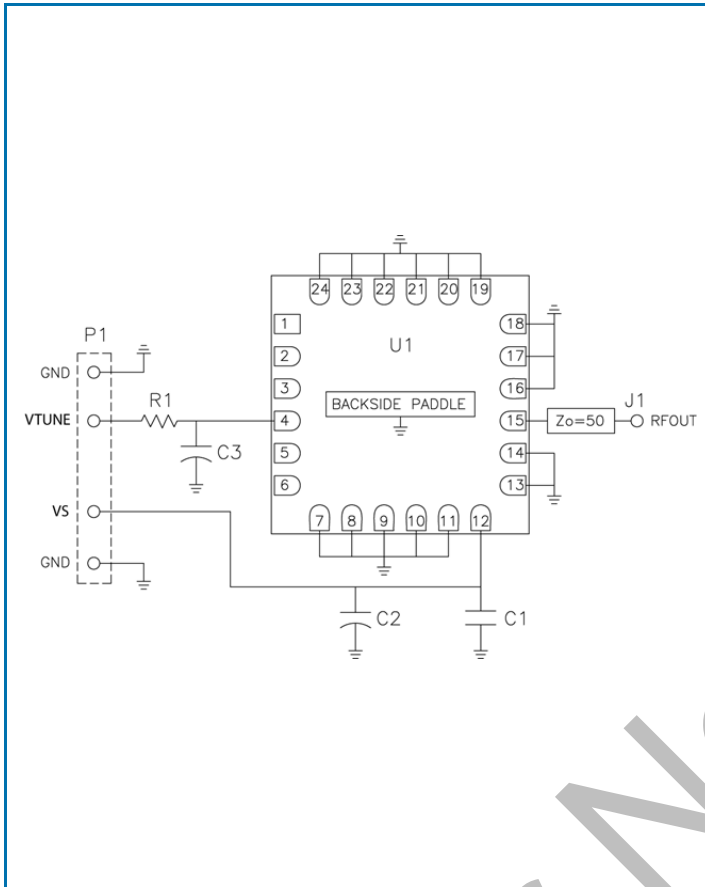 24 23 22 21 20 19
1
2
3
4
5
6
U1
BACKSIDE PADDLE
18
17
16
15
14
13
7 8 9 10 11 12
P1
GND
VTUNE
VS
GND
R1
C3
C2
C1
Zo=50
J1
RFOUT